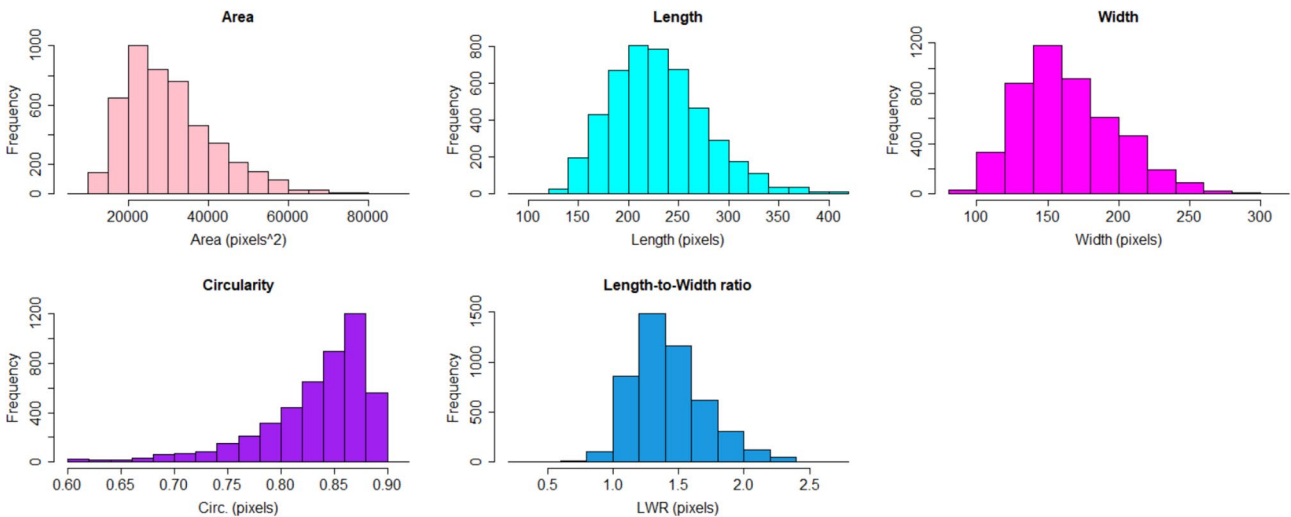 Area
Frequency
0 200 600 1000
20000 40000 60000 80000
Area (pixels^2)
Length
Frequency
0 200 400 600 800
100 150 200 250 300 350 400
Length (pixels)
Width
Frequency
0 400 800 1200
100 150 200 250 300
Width (pixels)
Circularity
Frequency
0 400 800 1200
0.60 0.65 0.70 0.75 0.80 0.85 0.90
Circ. (pixels)
Length-to-Width ratio
Frequency
0 500 1000 1500
0.5 1.0 1.5 2.0 2.5
LWR (pixels)